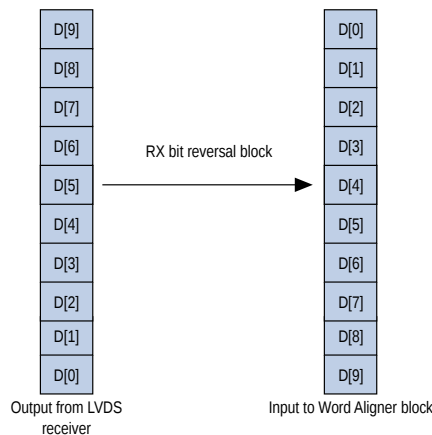 D[9]
D[8]
D[7]
D[6]
D[5]
D[4]
D[3]
D[2]
D[1]
D[0]
Output from LVDS
receiver
RX bit reversal block
D[0]
D[1]
D[2]
D[3]
D[4]
D[5]
D[6]
D[7]
D[8]
D[9]
Input to Word Aligner block